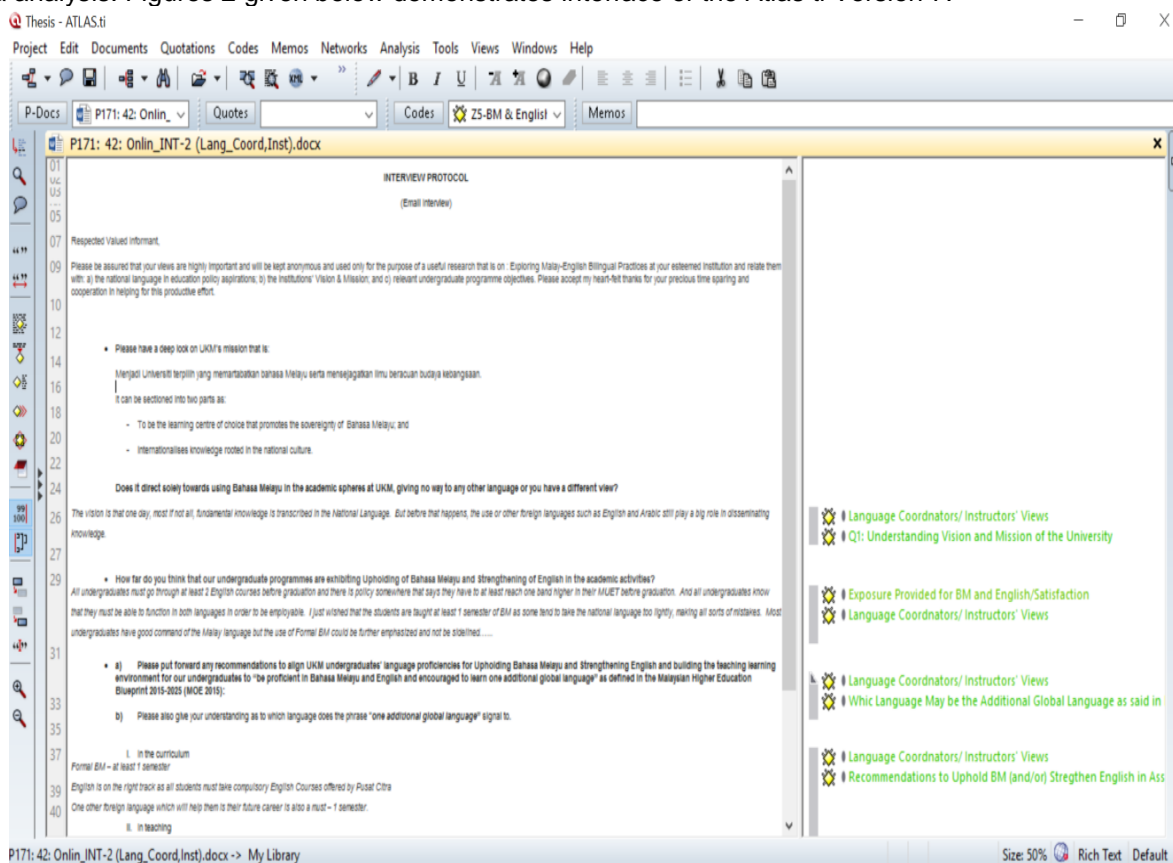 Thesis - ATLAS.ti
Project Edit Documents Quotations Codes Memos Networks Analysis Tools Views Windows Help
B I U
P-Docs P171: 42: Onlin_ Quotes Codes Z5-BM & Englisl Memos
P171: 42: Onlin_INT-2 (Lang_Coord,Inst).docx
01
02
03
05
07
09
10
12
14
16
18
20
22
24
26
27
29
31
33
35
37
39
40
INTERVIEW PROTOCOL
(Email Interview)
Respected Valued Informant,
Please be assured that your views are highly important and will be kept anonymous and used only for the purpose of a useful research that is on : Exploring Malay-English Bilingual Practices at your esteemed Institution and relate them
with: a) the national language in education policy aspirations; b) the institutions' Vision & Mission; and c) relevant undergraduate programme objectives. Please accept my heart-felt thanks for your precious time sparing and
cooperation in helping for this productive effort.
• Please have a deep look on UKM's mission that is:
Menjadi Universiti terpilih yang memartabatkan bahasa Melayu serta mensejagatkan ilmu beracuan budaya kebangsaan.
It can be sectioned into two parts as:
- To be the learning centre of choice that promotes the sovereignty of Bahasa Melayu; and
- Internationalises knowledge rooted in the national culture.
Does it direct solely towards using Bahasa Melayu in the academic spheres at UKM, giving no way to any other language or you have a different view?
The vision is that one day, most if not all, fundamental knowledge is transcribed in the National Language. But before that happens, the use or other foreign languages such as English and Arabic still play a big role in disseminating
knowledge.
• How far do you think that our undergraduate programmes are exhibiting Upholding of Bahasa Melayu and Strengthening of English in the academic activities?
All undergraduates must go through at least 2 English courses before graduation and there is policy somewhere that says they have to at least reach one band higher in their MUET before graduation. And all undergraduates know
that they must be able to function in both languages in order to be employable. I just wished that the students are taught at least 1 semester of BM as some tend to take the national language too lightly, making all sorts of mistakes. Most
undergraduates have good command of the Malay language but the use of Formal BM could be further emphasized and not be sidelined......
• a) Please put forward any recommendations to align UKM undergraduates' language proficiencies for Upholding Bahasa Melayu and Strengthening English and building the teaching learning
environment for our undergraduates to "be proficient in Bahasa Melayu and English and encouraged to learn one additional global language" as defined in the Malaysian Higher Education
Blueprint 2015-2025 (MOE 2015):
b) Please also give your understanding as to which language does the phrase "one additional global language" signal to.
I. In the curriculum
Formal BM – at least 1 semester
English is on the right track as all students must take compulsory English Courses offered by Pusat Citra
One other foreign language which will help them is their future career is also a must – 1 semester.
II. In teaching
Language Coordnators/ Instructors' Views
Q1: Understanding Vision and Mission of the University
Exposure Provided for BM and English/Satisfaction
Language Coordnators/ Instructors' Views
Language Coordnators/ Instructors' Views
Whic Language May be the Additional Global Language as said in
Language Coordnators/ Instructors' Views
Recommendations to Uphold BM (and/or) Stregthen English in Ass
P171: 42: Onlin_INT-2 (Lang_Coord,Inst).docx -> My Library
Size: 50% Rich Text Default